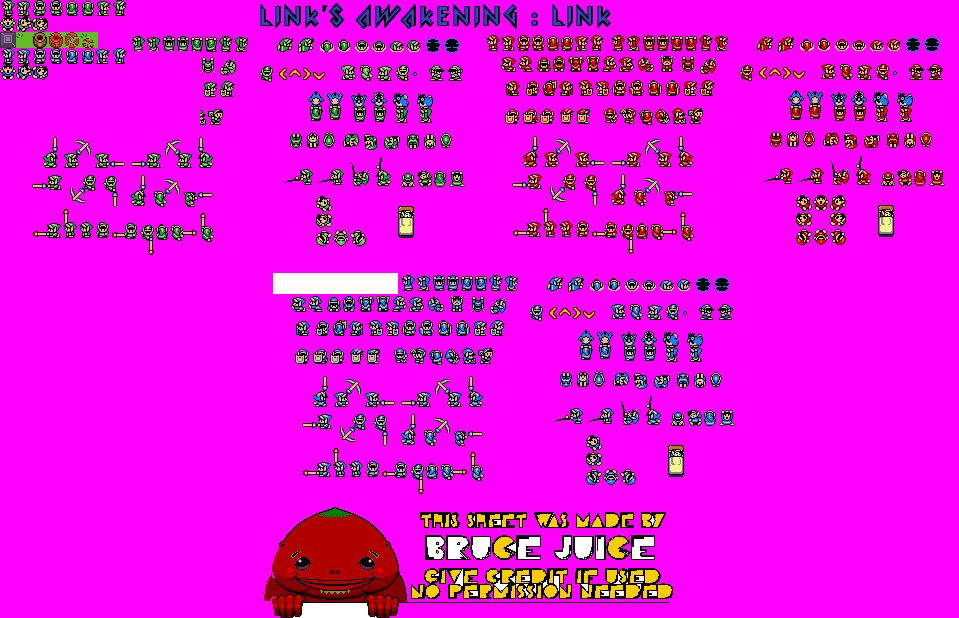 LINK'S AWAKENING : LINK
THIS SHEET WAS MADE BY
BRUCE JUICE
GIVE CREDIT IF USED
NO PERMISSION NEEDED